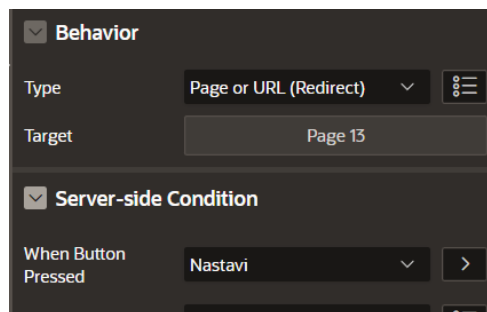 Behavior
Type Page or URL (Redirect)
Target Page 13
Server-side Condition
When Button
Pressed Nastavi